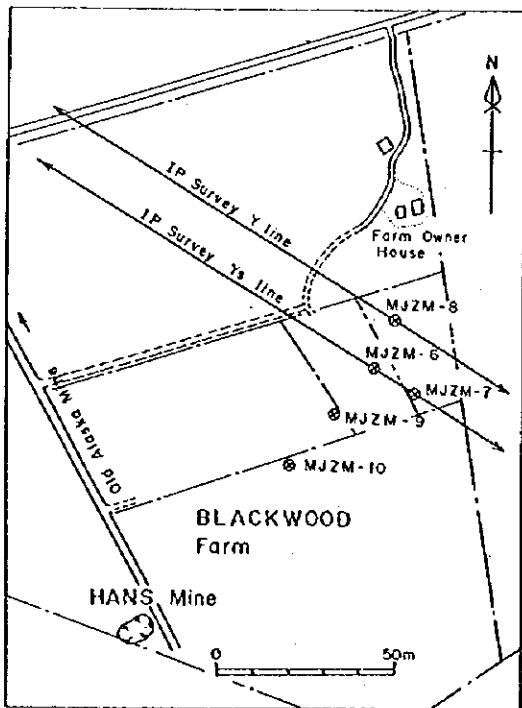 N
IP Survey Y line
IP Survey Ys line
Farm Owner
House
MJZM-8
MJZM-6
MJZM-7
MJZM-9
MJZM-10
Old Alaska Mine
BLACKWOOD
Farm
HANS Mine
0
50m